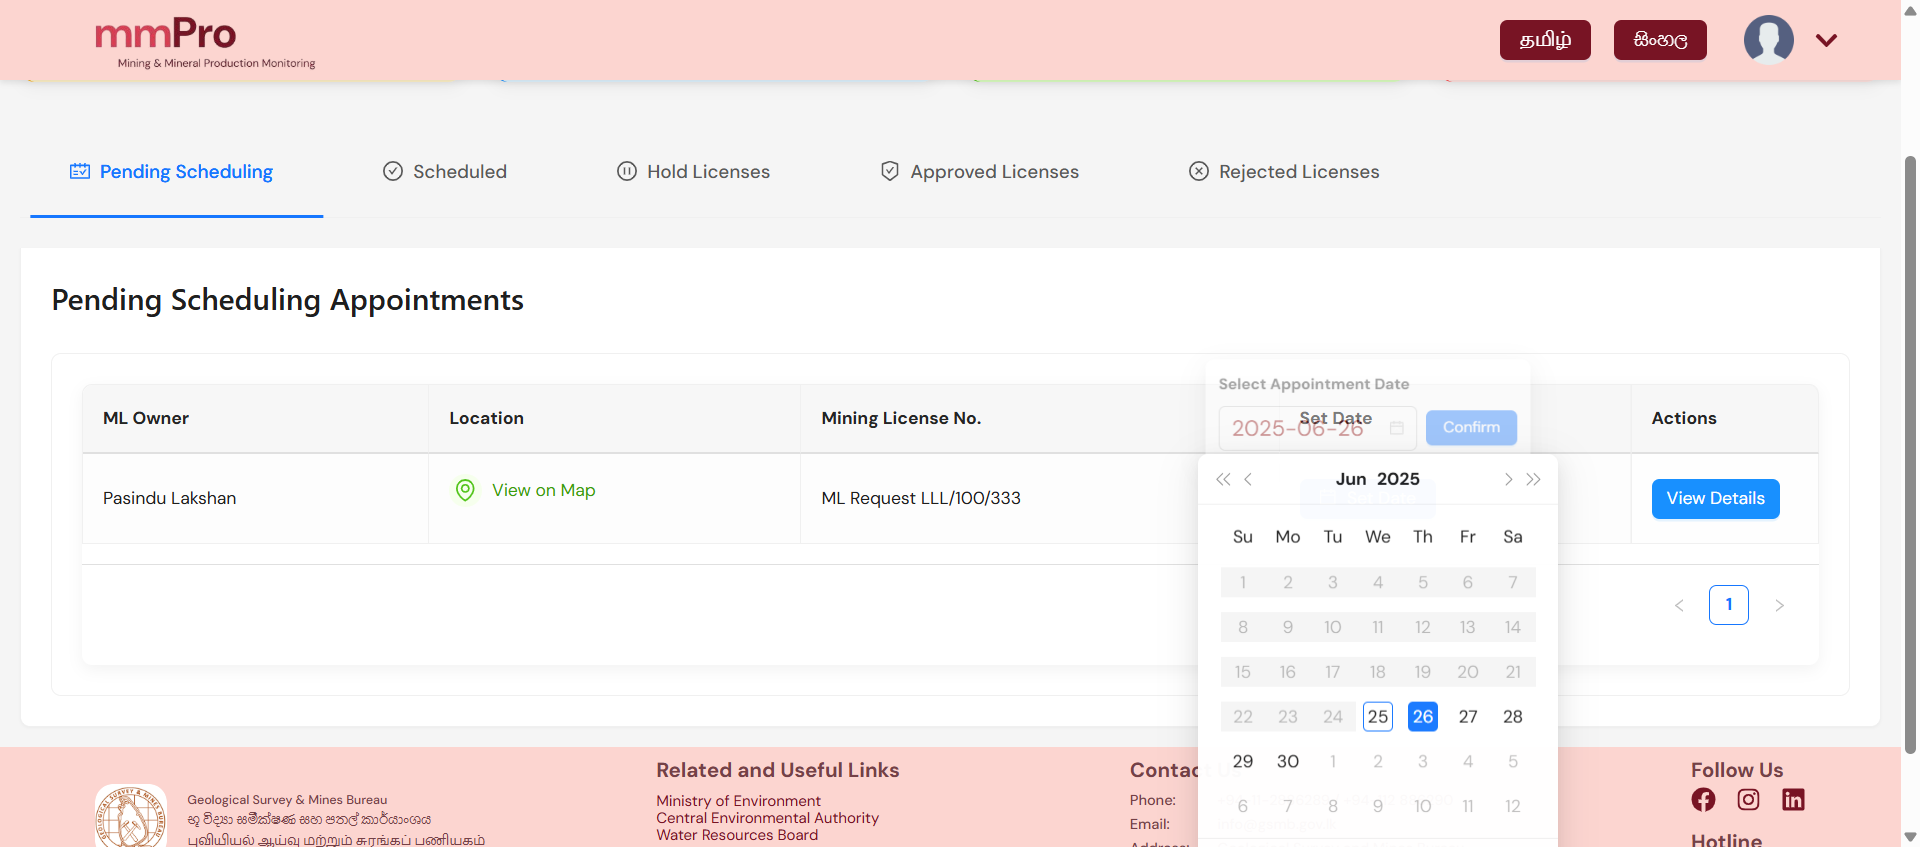 mmPro
Mining & Mineral Production Monitoring
தமிழ்
සිංහල
Pending Scheduling
Scheduled
Hold Licenses
Approved Licenses
Rejected Licenses
Pending Scheduling Appointments
Select Appointment Date
2025-06-26
Confirm
ML Owner
Location
Mining License No.
Set Date
Actions
Pasindu Lakshan
View on Map
ML Request LLL/100/333
View Details
Jun 2025
Su Mo Tu We Th Fr Sa
1 2 3 4 5 6 7
8 9 10 11 12 13 14
15 16 17 18 19 20 21
22 23 24 25 26 27 28
29 30 1 2 3 4 5
6 7 8 9 10 11 12
1
Geological Survey & Mines Bureau
භූ විද්‍යා සමීක්ෂණ සහ පතල් කාර්යාංශය
புவியியல் ஆய்வு மற்றும் சுரங்கப் பணியகம்
Related and Useful Links
Ministry of Environment
Central Environmental Authority
Water Resources Board
Contact Us
Phone:
Email:
Address:
Follow Us
Hotline